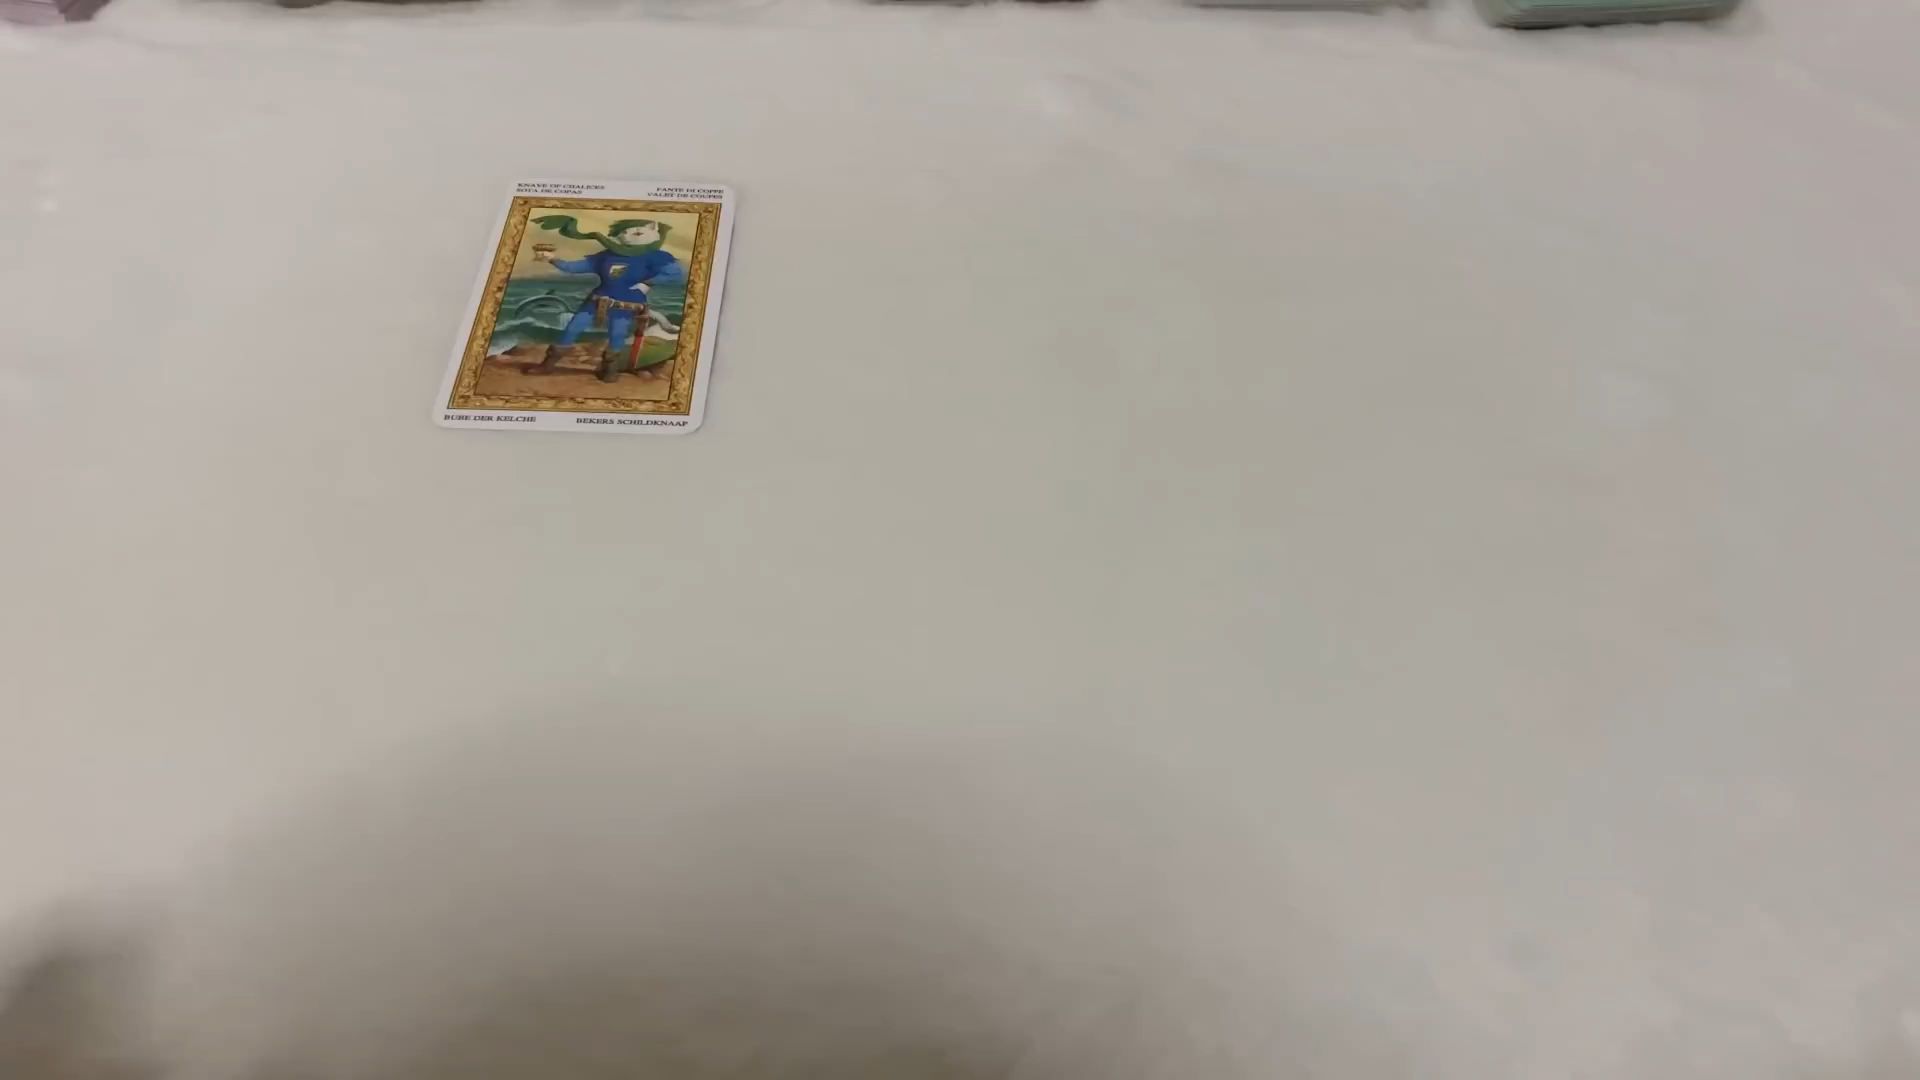 KNAVE OF CHALICES
SOTA DE COPAS
FANTE DI COPPE
VALET DE COUPES
BUBE DER KELCHE
BEKERS SCHILDKNAAP